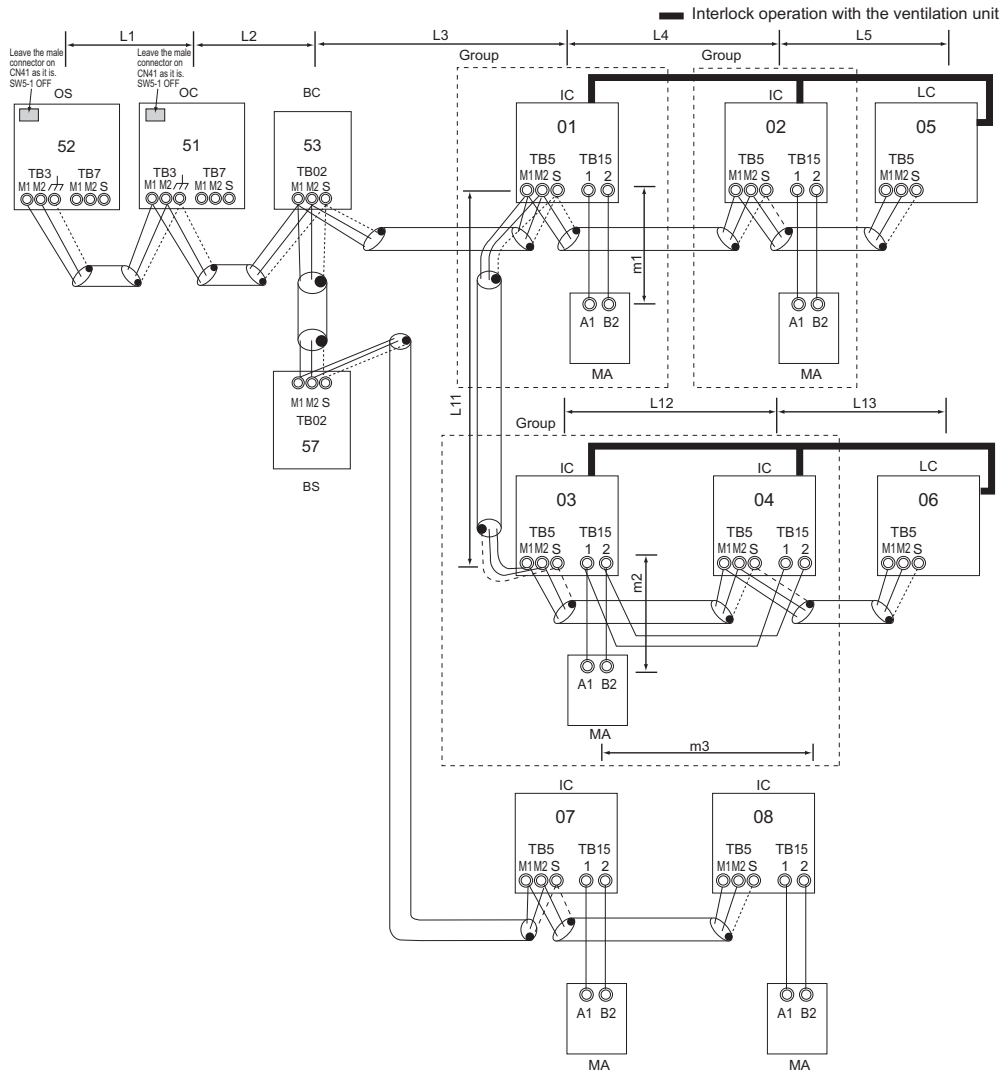 Interlock operation with the ventilation unit
L1 L2 L3 L4 L5
Leave the male
connector on
CN41 as it is.
SW5-1 OFF
Leave the male
connector on
CN41 as it is.
SW5-1 OFF
Group Group
OS OC BC IC IC LC
52 51 53 01 02 05
TB3 TB7 TB3 TB7 TB02 TB5 TB15 TB5 TB15 TB5
M1 M2 M1 M2 S M1 M2 M1 M2 S M1 M2 S M1 M2 S 1 2 M1 M2 S 1 2 M1 M2 S
m1
A1 B2 A1 B2
MA MA
M1 M2 S
TB02
57
BS
L11
L12 L13
Group
IC IC LC
03 04 06
TB5 TB15 TB5 TB15 TB5
M1 M2 S 1 2 M1 M2 S 1 2 M1 M2 S
m2
A1 B2
MA
m3
IC IC
07 08
TB5 TB15 TB5 TB15
M1 M2 S 1 2 M1 M2 S 1 2
A1 B2 A1 B2
MA MA